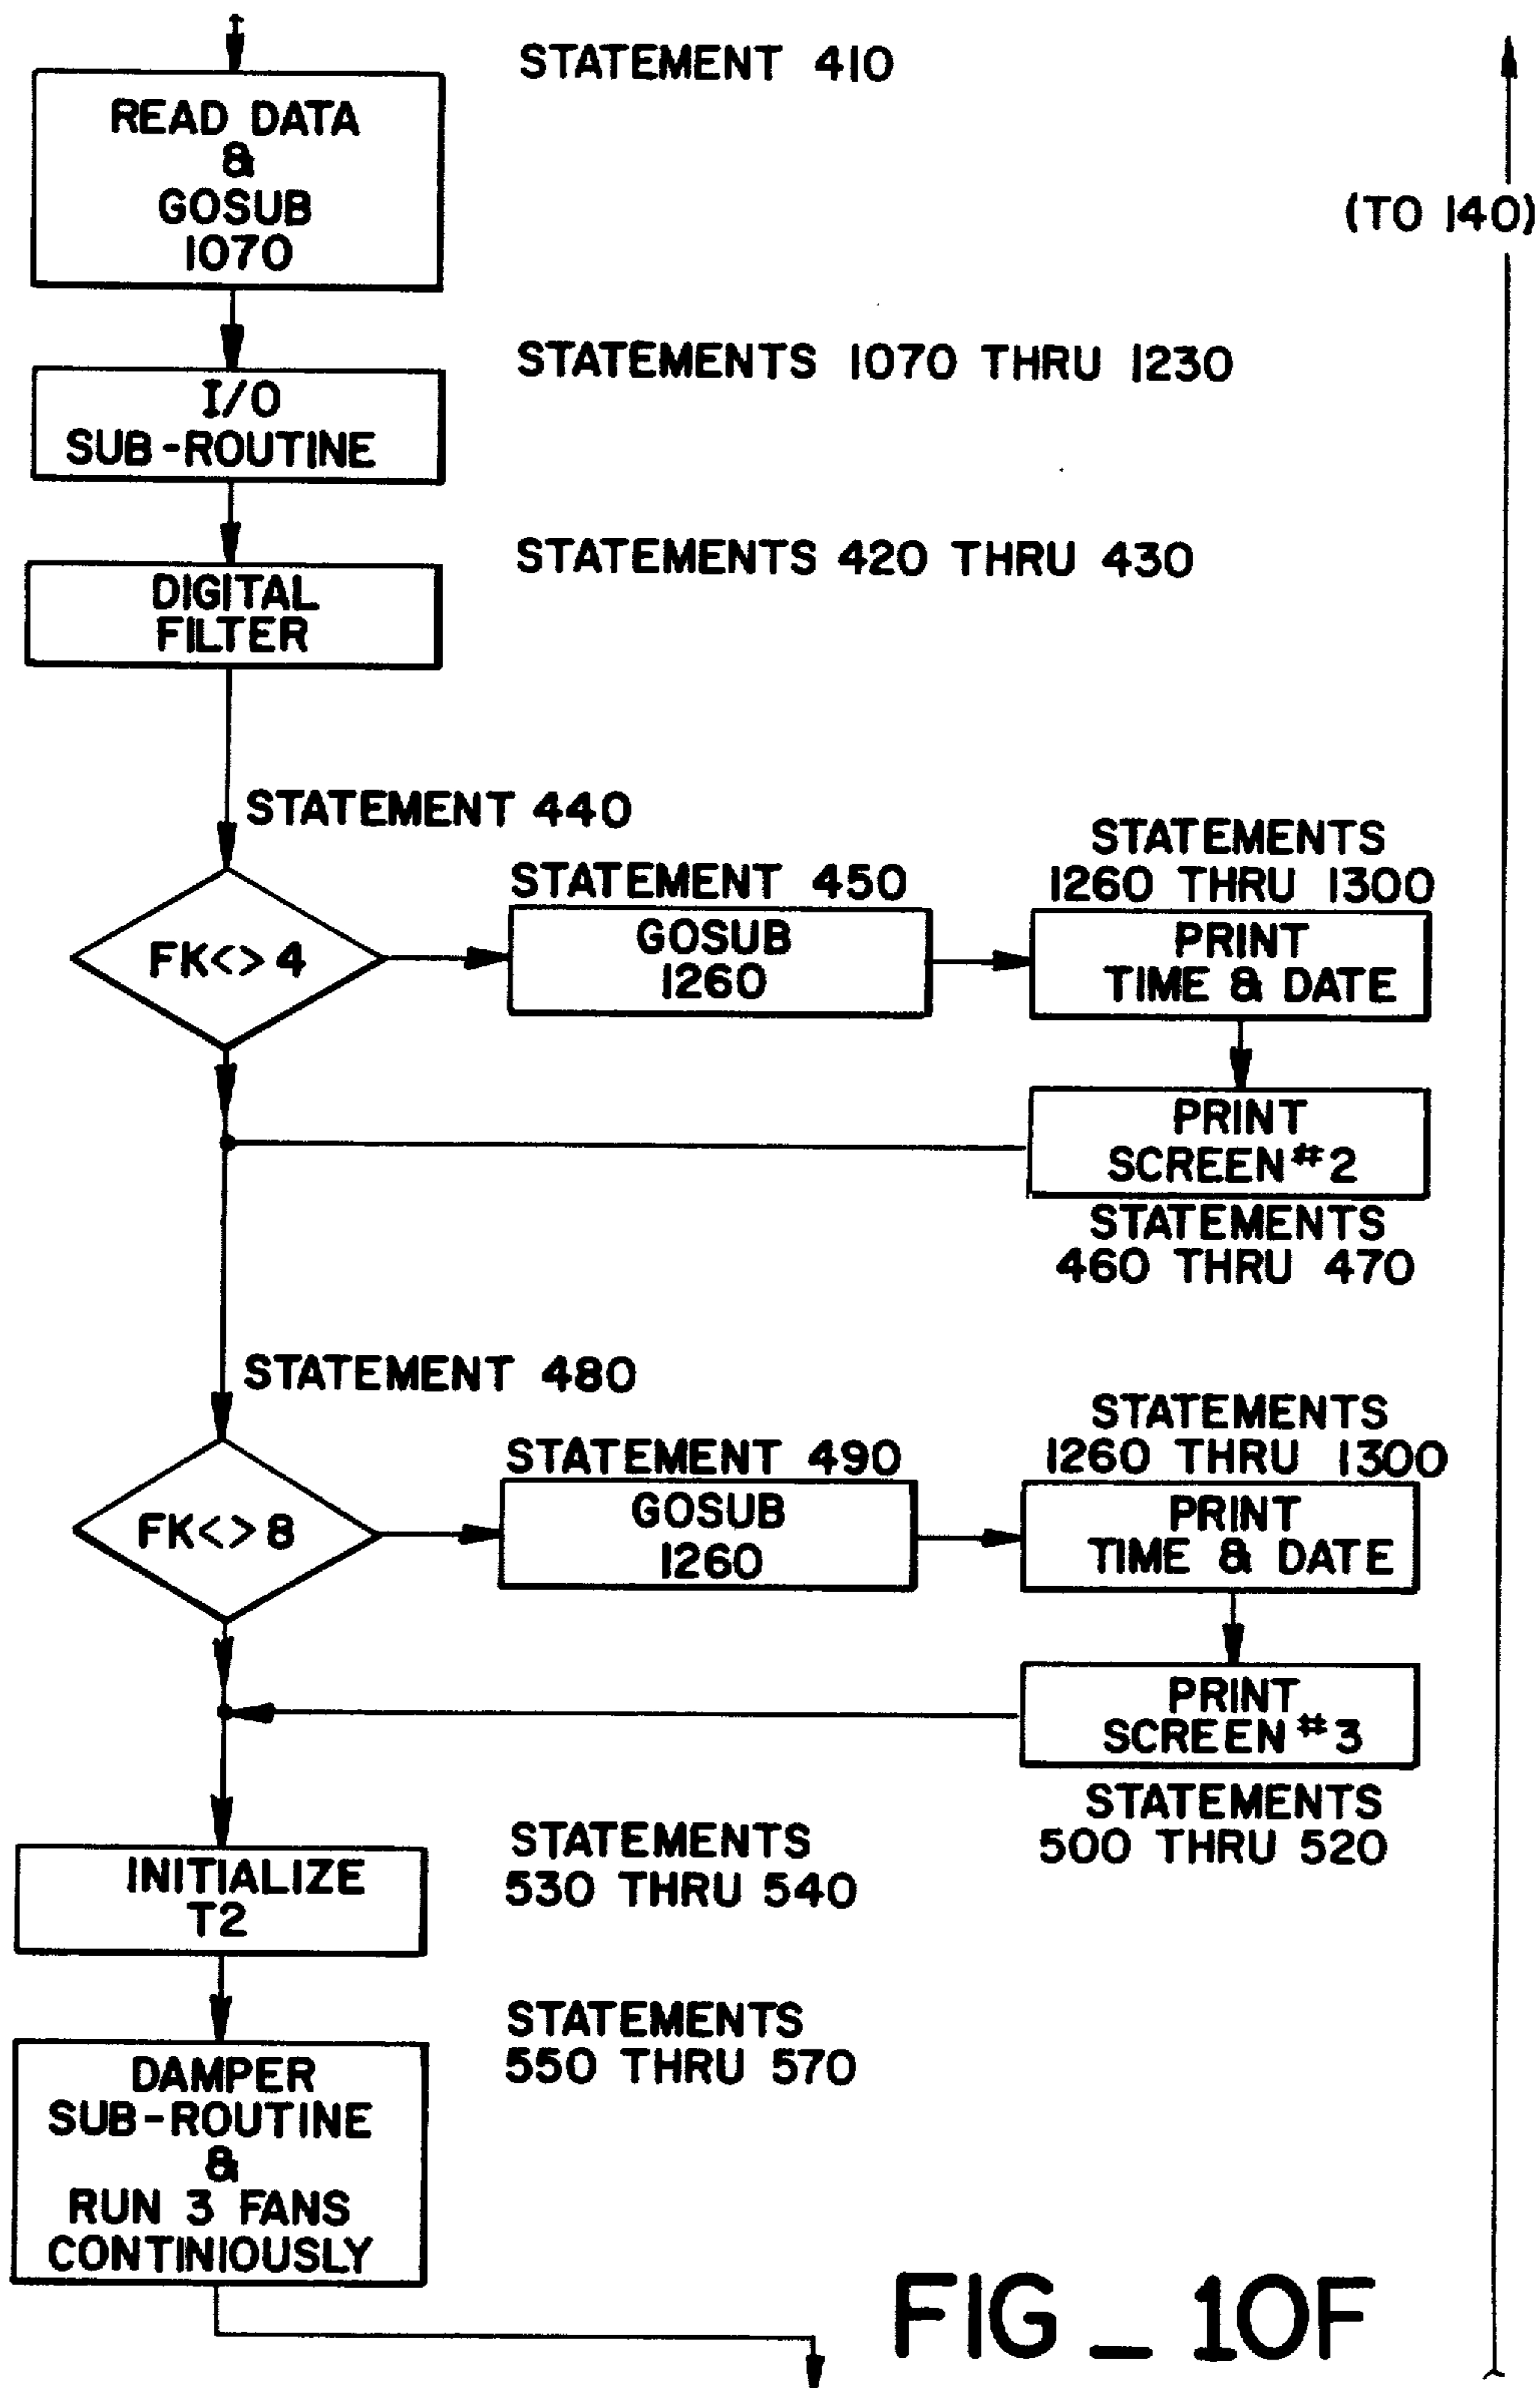 STATEMENT 410
READ DATA
&
GOSUB
1070
(TO 140)
STATEMENTS 1070 THRU 1230
I/O
SUB-ROUTINE
STATEMENTS 420 THRU 430
DIGITAL
FILTER
STATEMENT 440
FK<>4
STATEMENT 450
GOSUB
1260
STATEMENTS
1260 THRU 1300
PRINT
TIME & DATE
PRINT
SCREEN #2
STATEMENTS
460 THRU 470
STATEMENT 480
FK<>8
STATEMENT 490
GOSUB
1260
STATEMENTS
1260 THRU 1300
PRINT
TIME & DATE
PRINT
SCREEN #3
STATEMENTS
500 THRU 520
STATEMENTS
530 THRU 540
INITIALIZE
T2
STATEMENTS
550 THRU 570
DAMPER
SUB-ROUTINE
&
RUN 3 FANS
CONTINIOUSLY
FIG _ 10F